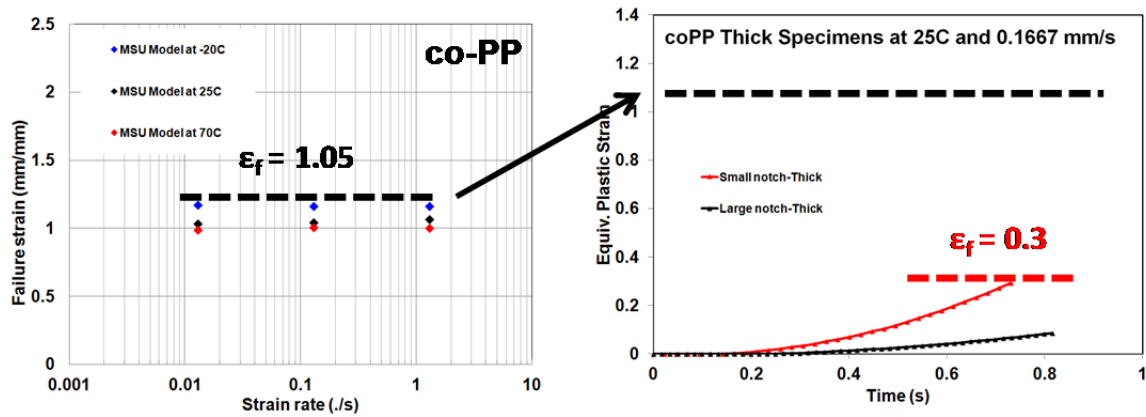 2.5
2
1.5
1
0.5
0
0.001
0.01
0.1
1
10
Failure strain (mm/mm)
Strain rate (./s)
MSU Model at -20C
MSU Model at 25C
MSU Model at 70C
co-PP
εf = 1.05
1.4
1.2
1
0.8
0.6
0.4
0.2
0
0
0.2
0.4
0.6
0.8
1
Equiv. Plastic Strain
Time (s)
coPP Thick Specimens at 25C and 0.1667 mm/s
Small notch-Thick
Large notch-Thick
εf = 0.3